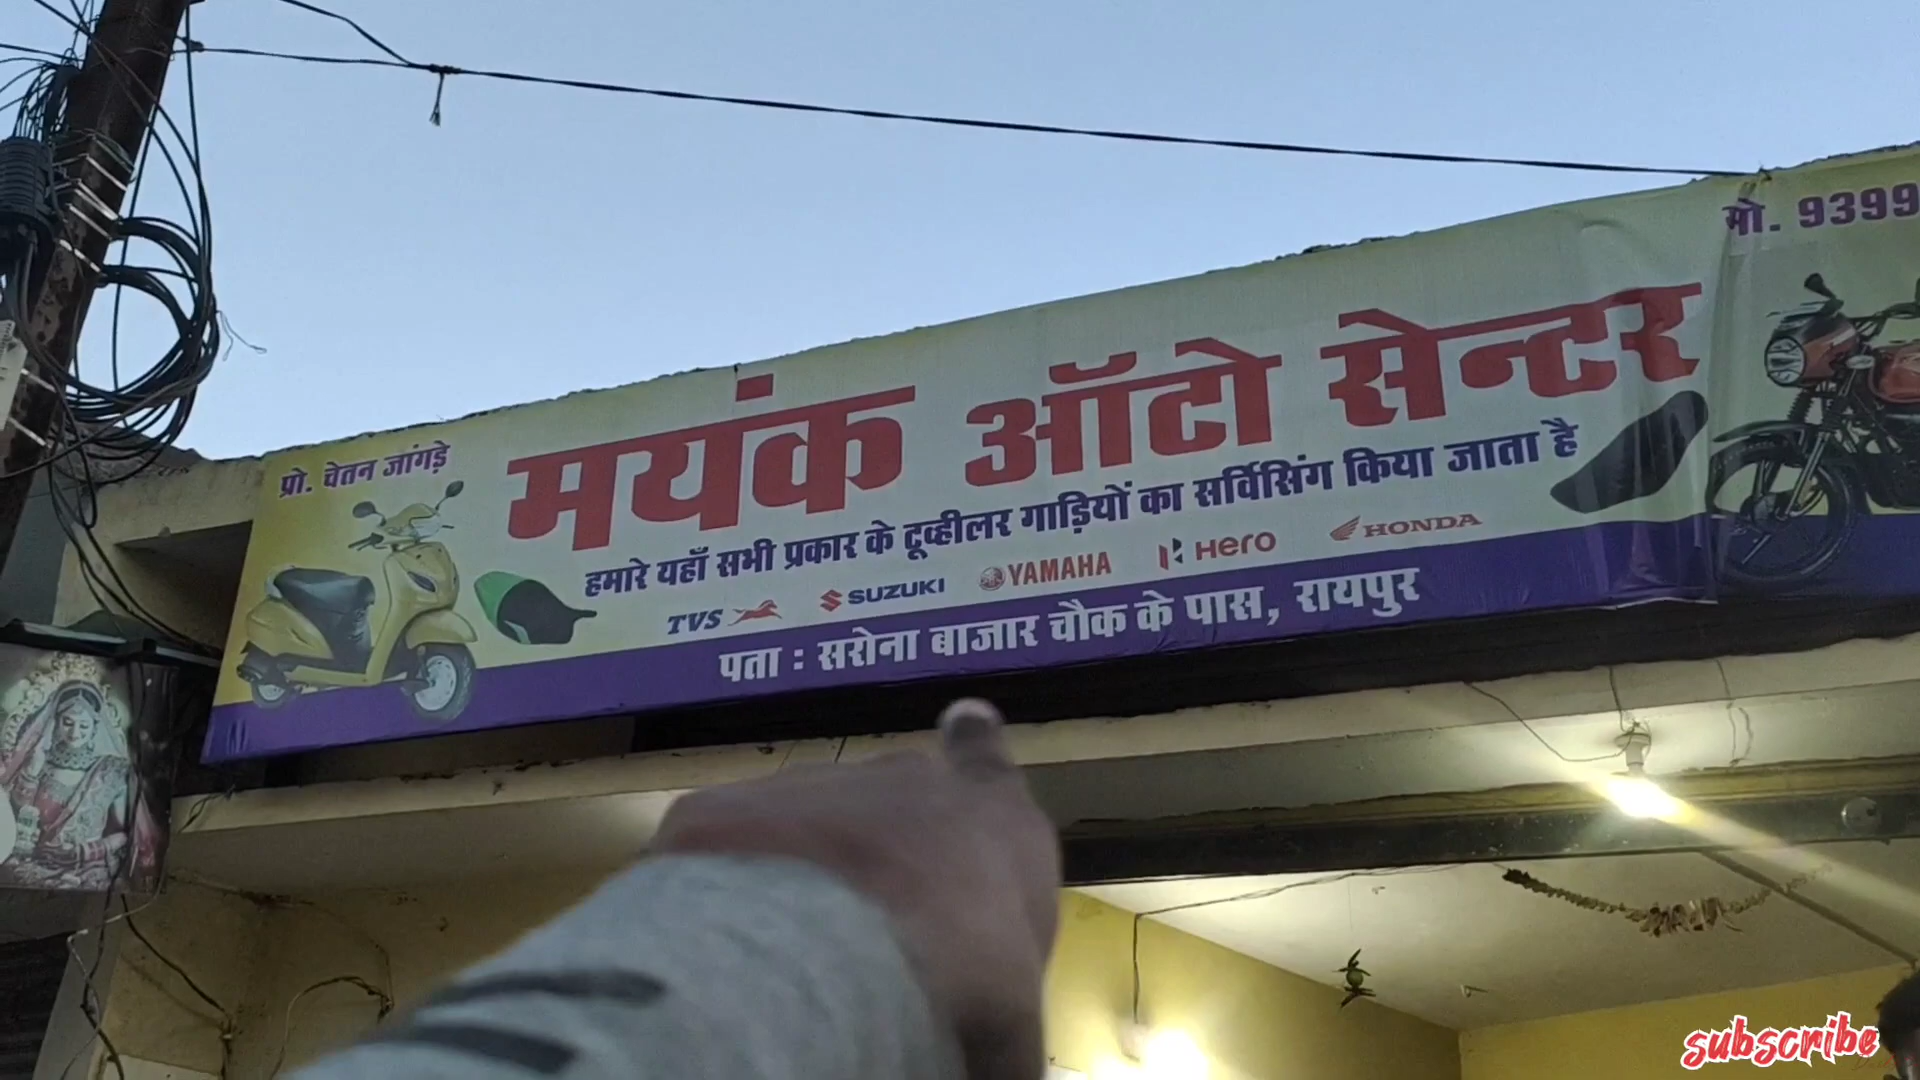 मो. 9399
प्रो. चेतन जांगड़े
मयंक ऑटो सेन्टर
हमारे यहाँ सभी प्रकार के टूव्हीलर गाड़ियों का सर्विसिंग किया जाता है
TVS SUZUKI YAMAHA Hero HONDA
पता : सरोना बाजार चौक के पास, रायपुर
subscribe